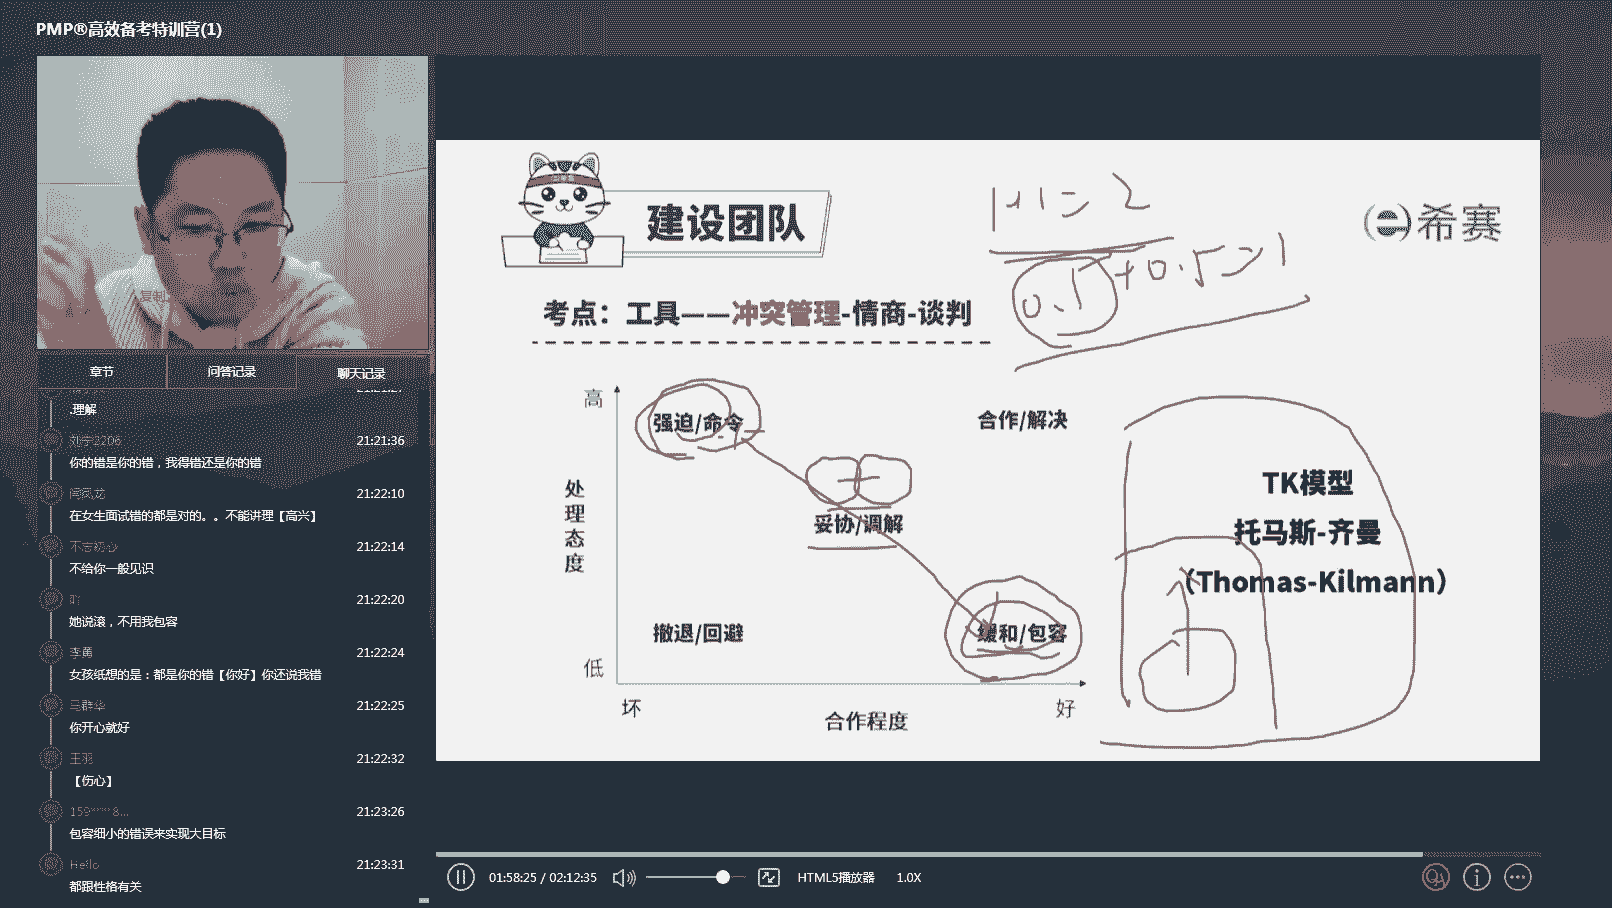 PMP®高效备考特训营(1)
章节
问答记录
聊天记录
.理解
刘宇2206
21:21:36
你的错是你的错，我得错还是你的错
闻凤龙
21:22:10
在女生面试错的都是对的。。不能讲理【高兴】
不忘初心
21:22:14
不给你一般见识
21:22:20
她说滚，不用我包容
李勇
21:22:24
女孩纸想的是：都是你的错【你好】你还说我错
马群华
21:22:25
你开心就好
王羽
21:22:32
【伤心】
159****8...
21:23:26
包容细小的错误来实现大目标
Hello
21:23:31
都跟性格有关
建设团队
希赛
1+1=2
0.1+0.5>1
考点：工具——冲突管理-情商-谈判
高
强迫/命令
合作/解决
处理态度
妥协/调解
撤退/回避
缓和/包容
低
坏
合作程度
好
TK模型
托马斯-齐曼
（Thomas-Kilmann）
01:58:25 / 02:12:35
HTML5播放器
1.0X